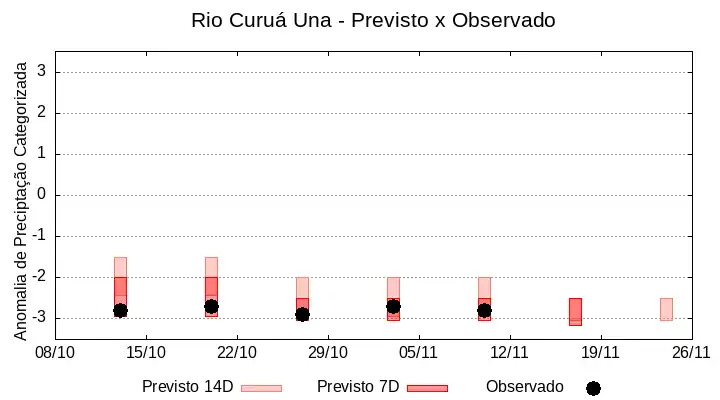 Rio Curuá Una - Previsto x Observado
Anomalia de Preciptação Categorizada
3
2
1
0
-1
-2
-3
08/10 15/10 22/10 29/10 05/11 12/11 19/11 26/11
Previsto 14D Previsto 7D Observado